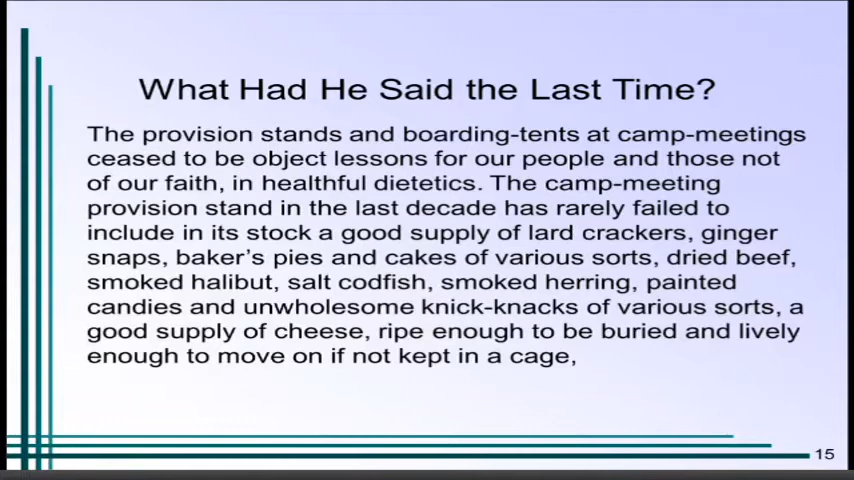 What Had He Said the Last Time?
The provision stands and boarding-tents at camp-meetings
ceased to be object lessons for our people and those not
of our faith, in healthful dietetics. The camp-meeting
provision stand in the last decade has rarely failed to
include in its stock a good supply of lard crackers, ginger
snaps, baker's pies and cakes of various sorts, dried beef,
smoked halibut, salt codfish, smoked herring, painted
candies and unwholesome knick-knacks of various sorts, a
good supply of cheese, ripe enough to be buried and lively
enough to move on if not kept in a cage,
15